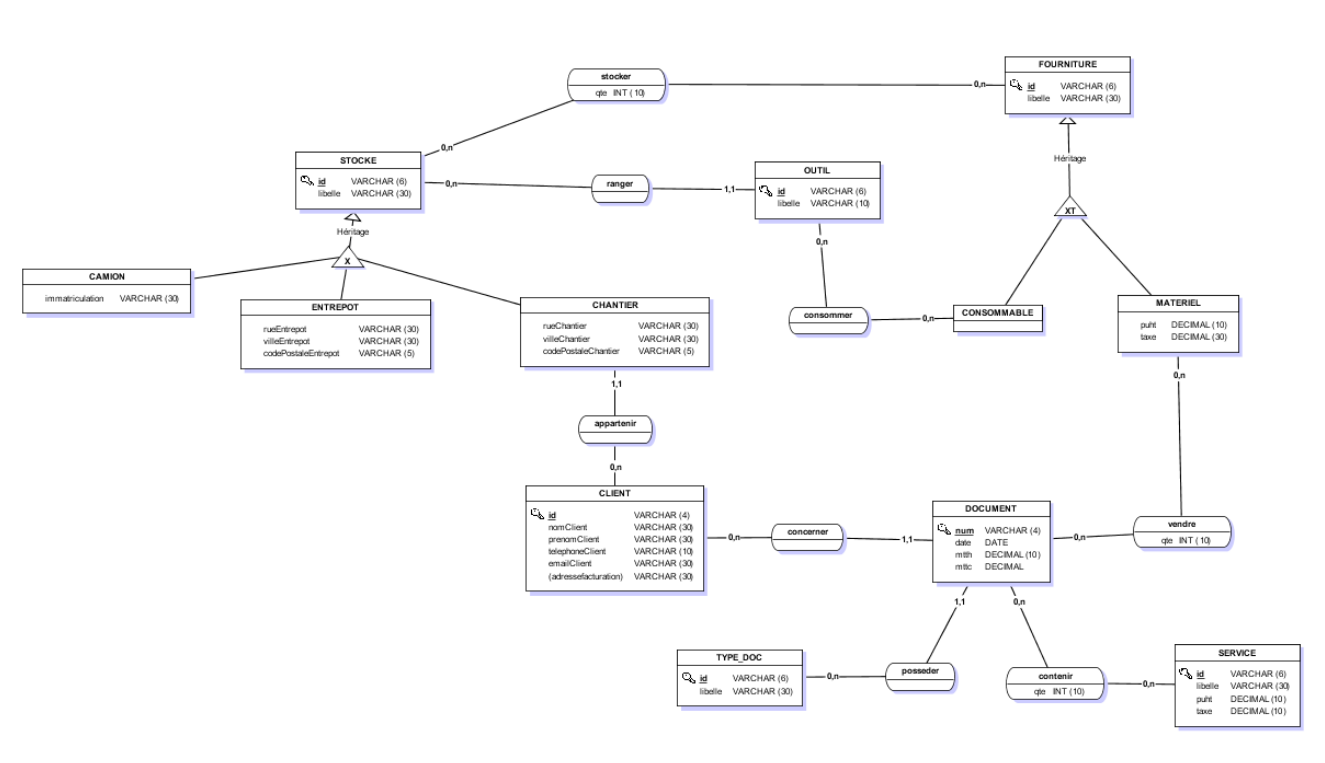 FOURNITURE
id VARCHAR (6)
libelle VARCHAR (30)
stocker
qte INT (10)
0,n
0,n
Héritage
STOCKE
id VARCHAR (6)
libelle VARCHAR (30)
0,n
ranger
1,1
OUTIL
id VARCHAR (6)
libelle VARCHAR (10)
XT
Héritage
X
0,n
CAMION
immatriculation VARCHAR (30)
ENTREPOT
rueEntrepot VARCHAR (30)
villeEntrepot VARCHAR (30)
codePostaleEntrepot VARCHAR (5)
CHANTIER
rueChantier VARCHAR (30)
villeChantier VARCHAR (30)
codePostaleChantier VARCHAR (5)
consommer
0,n
CONSOMMABLE
MATERIEL
puht DECIMAL (10)
taxe DECIMAL (30)
1,1
0,n
appartenir
0,n
CLIENT
id VARCHAR (4)
nomClient VARCHAR (30)
prenomClient VARCHAR (30)
telephoneClient VARCHAR (10)
emailClient VARCHAR (30)
(adressefacturation) VARCHAR (30)
0,n
concerner
1,1
DOCUMENT
num VARCHAR (4)
date DATE
mtth DECIMAL (10)
mttc DECIMAL
0,n
vendre
qte INT (10)
1,1
0,n
TYPE_DOC
id VARCHAR (6)
libelle VARCHAR (30)
0,n
posseder
contenir
qte INT (10)
0,n
SERVICE
id VARCHAR (6)
libelle VARCHAR (30)
puht DECIMAL (10)
taxe DECIMAL (10)